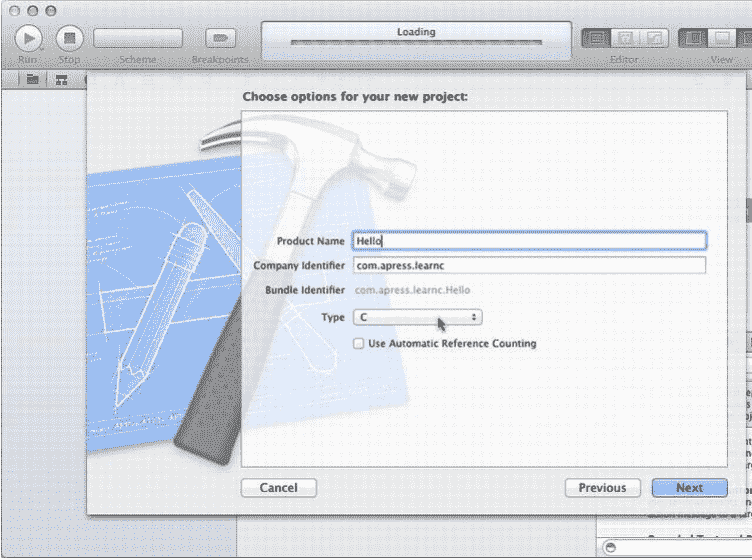 Loading
Run Stop Scheme Breakpoints Editor View
Choose options for your new project:
Product Name Hello
Company Identifier com.apress.learnc
Bundle Identifier com.apress.learnc.Hello
Type C
Use Automatic Reference Counting
Cancel Previous Next